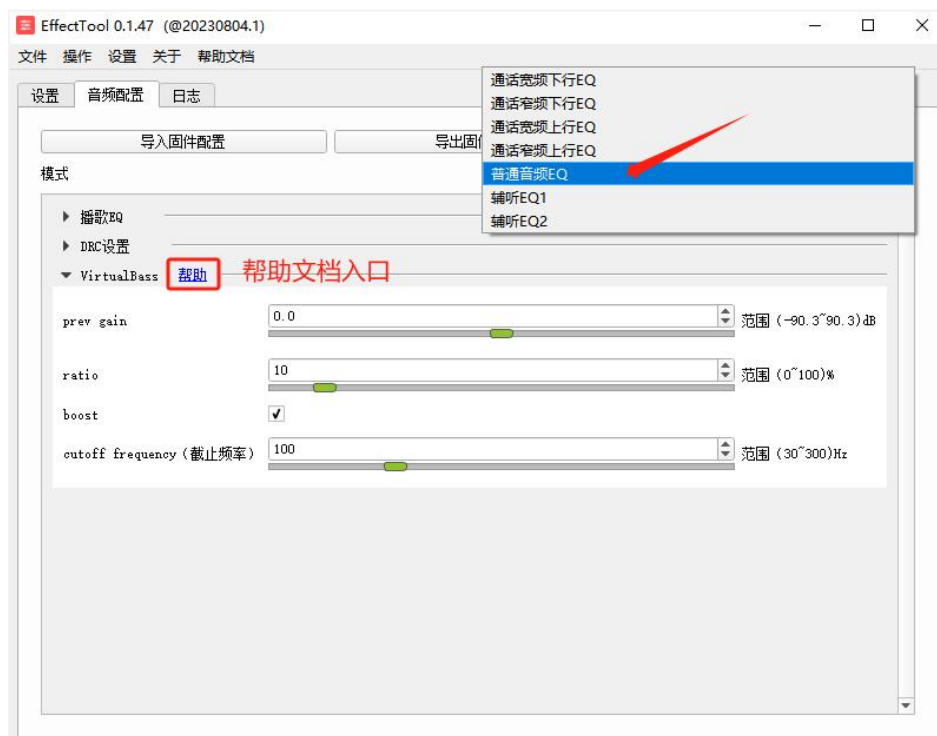 EffectTool 0.1.47 (@20230804.1)
文件 操作 设置 关于 帮助文档
设置 音频配置 日志
通话宽频下行EQ
通话窄频下行EQ
通话宽频上行EQ
通话窄频上行EQ
普通音频EQ
辅听EQ1
辅听EQ2
导入固件配置 导出固
模式
播歌EQ
DRC设置
VirtualBass 帮助 帮助文档入口
prev gain 0.0 范围 (-90.3~90.3)dB
ratio 10 范围 (0~100)%
boost
cutoff frequency (截止频率) 100 范围 (30~300)Hz